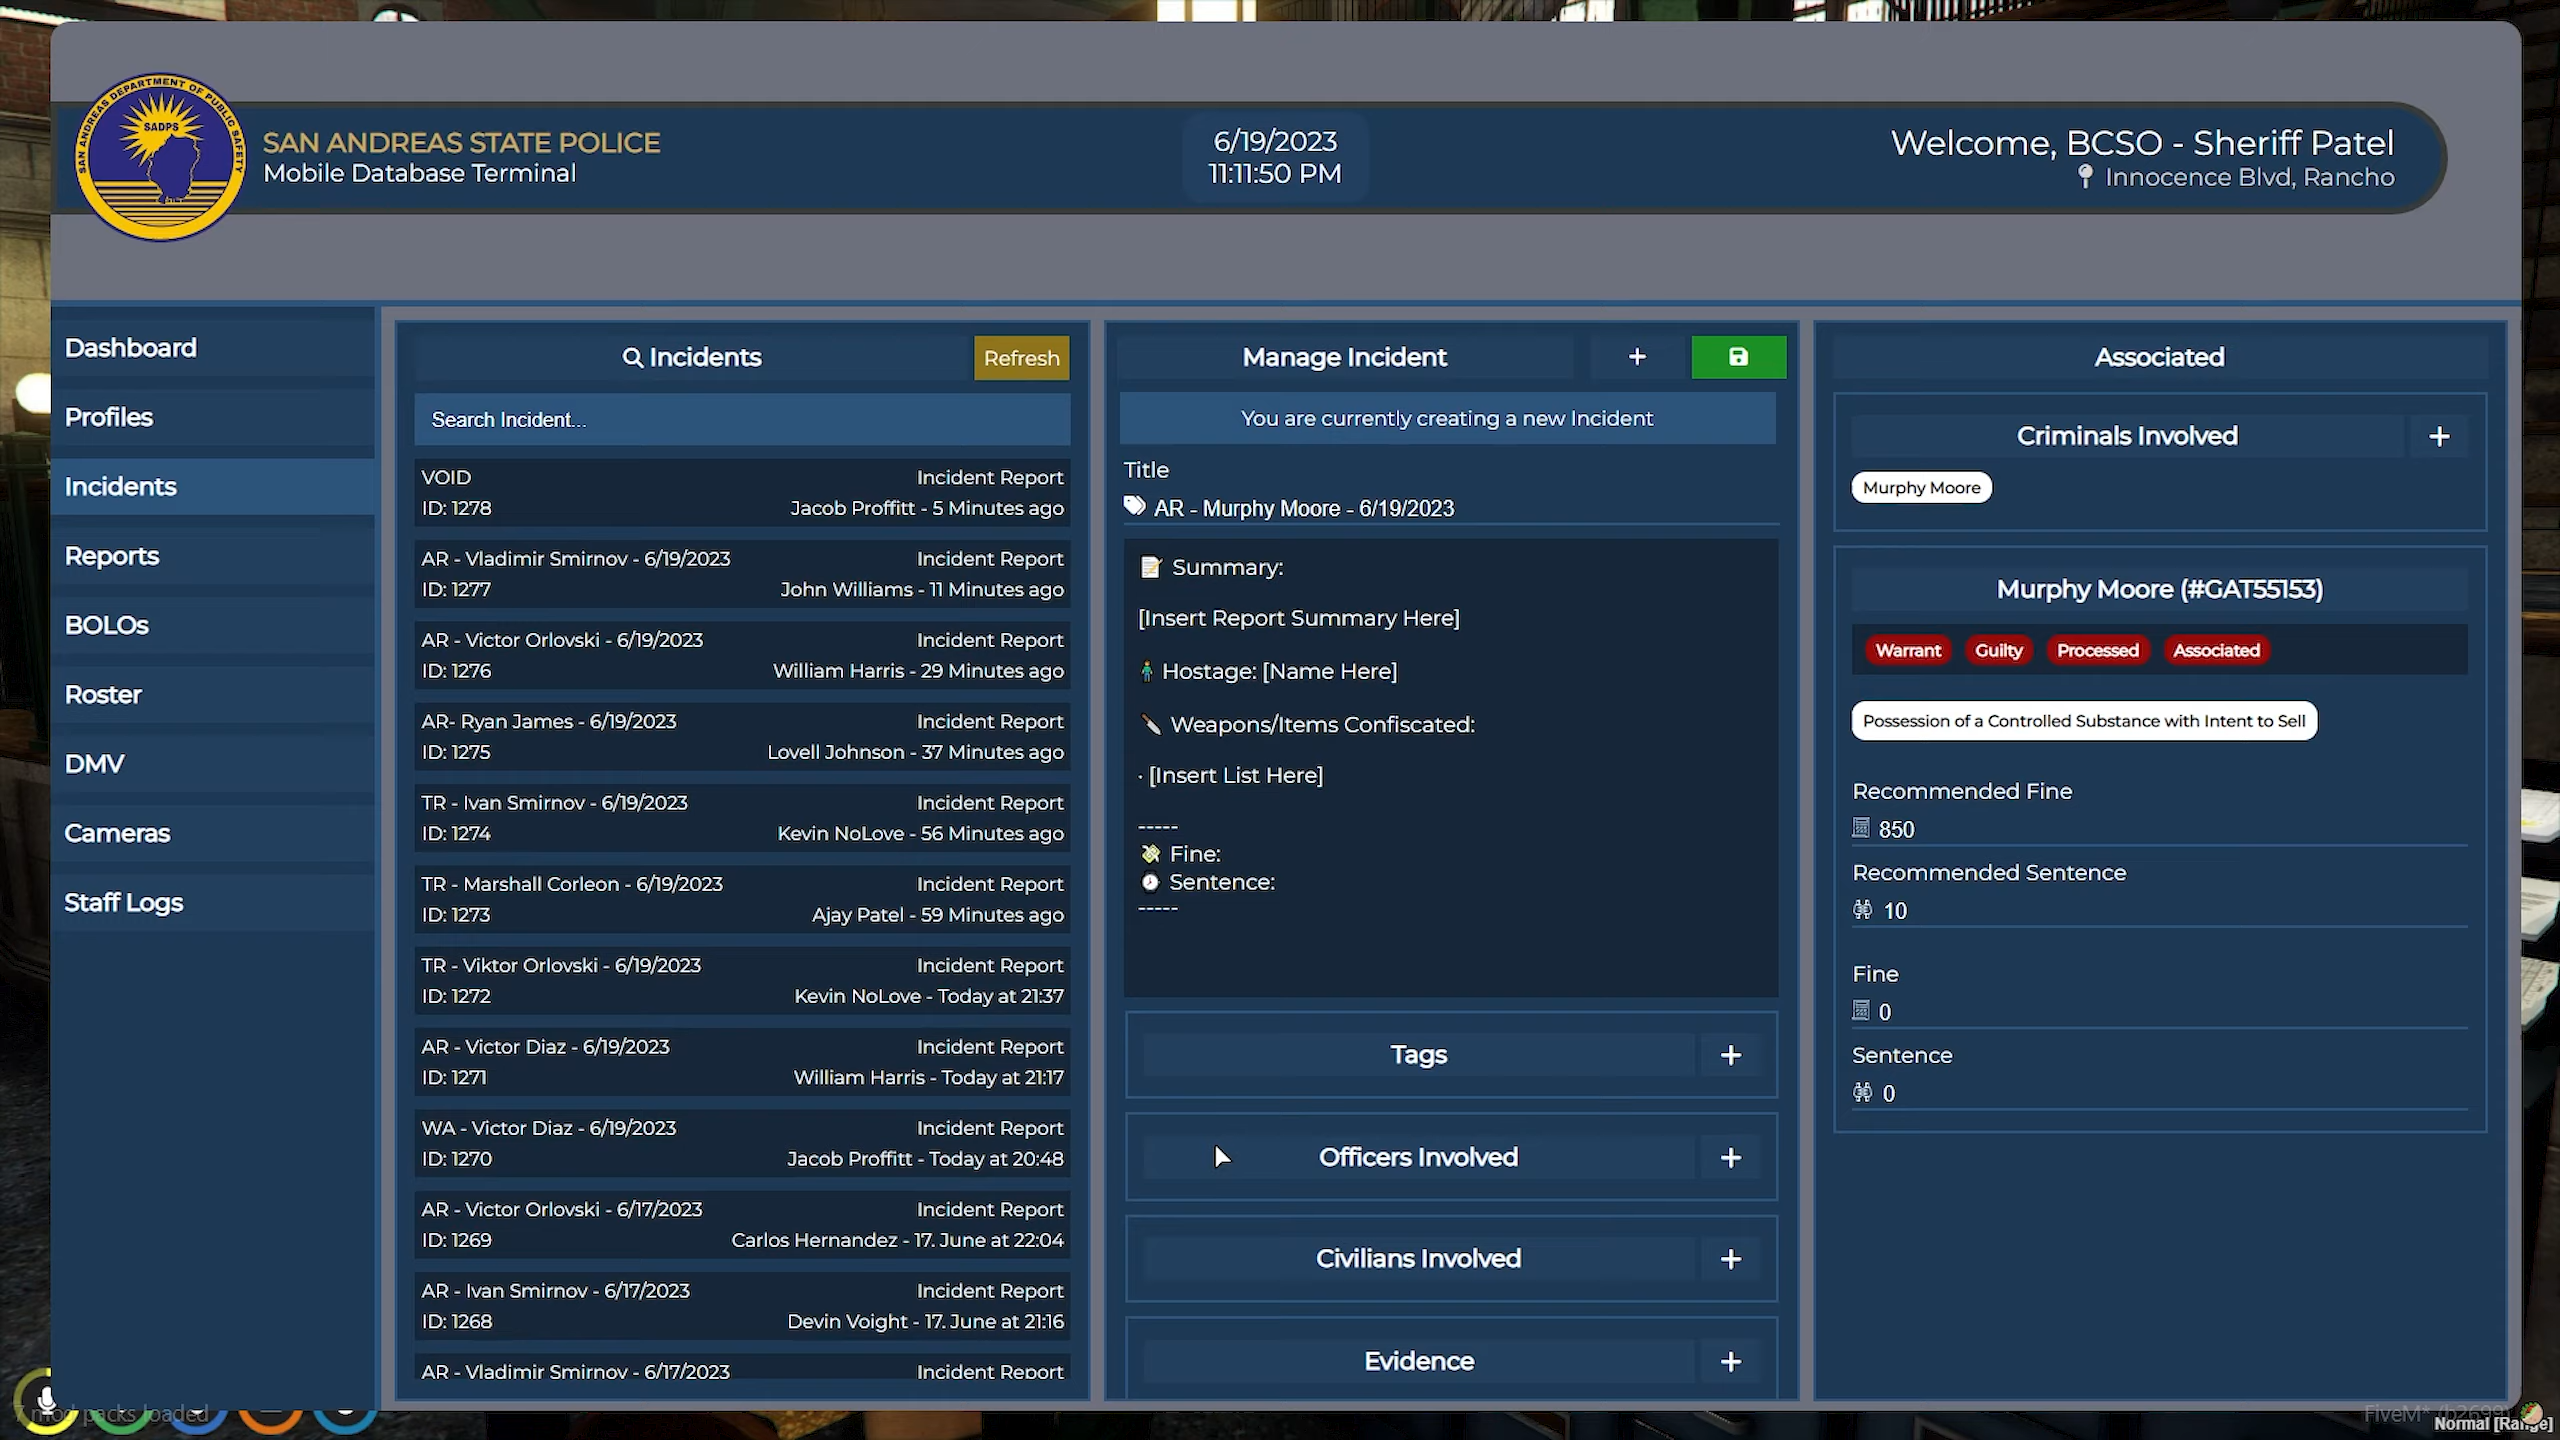 SAN ANDREAS DEPARTMENT OF PUBLIC SAFETY
SADPS
SAN ANDREAS STATE POLICE
Mobile Database Terminal
6/19/2023
11:11:50 PM
Welcome, BCSO - Sheriff Patel
Innocence Blvd, Rancho
Dashboard
Profiles
Incidents
Reports
BOLOs
Roster
DMV
Cameras
Staff Logs
Incidents
Refresh
Search Incident...
VOID Incident Report
ID: 1278 Jacob Proffitt - 5 Minutes ago
AR - Vladimir Smirnov - 6/19/2023 Incident Report
ID: 1277 John Williams - 11 Minutes ago
AR - Victor Orlovski - 6/19/2023 Incident Report
ID: 1276 William Harris - 29 Minutes ago
AR- Ryan James - 6/19/2023 Incident Report
ID: 1275 Lovell Johnson - 37 Minutes ago
TR - Ivan Smirnov - 6/19/2023 Incident Report
ID: 1274 Kevin NoLove - 56 Minutes ago
TR - Marshall Corleon - 6/19/2023 Incident Report
ID: 1273 Ajay Patel - 59 Minutes ago
TR - Viktor Orlovski - 6/19/2023 Incident Report
ID: 1272 Kevin NoLove - Today at 21:37
AR - Victor Diaz - 6/19/2023 Incident Report
ID: 1271 William Harris - Today at 21:17
WA - Victor Diaz - 6/19/2023 Incident Report
ID: 1270 Jacob Proffitt - Today at 20:48
AR - Victor Orlovski - 6/17/2023 Incident Report
ID: 1269 Carlos Hernandez - 17. June at 22:04
AR - Ivan Smirnov - 6/17/2023 Incident Report
ID: 1268 Devin Voight - 17. June at 21:16
AR - Vladimir Smirnov - 6/17/2023 Incident Report
Manage Incident
+
You are currently creating a new Incident
Title
AR - Murphy Moore - 6/19/2023
Summary:
[Insert Report Summary Here]
Hostage: [Name Here]
Weapons/Items Confiscated:
· [Insert List Here]
-----
Fine:
Sentence:
-----
Tags +
Officers Involved +
Civilians Involved +
Evidence +
Associated
Criminals Involved +
Murphy Moore
Murphy Moore (#GAT55153)
Warrant Guilty Processed Associated
Possession of a Controlled Substance with Intent to Sell
Recommended Fine
850
Recommended Sentence
10
Fine
0
Sentence
0
7 mod packs loaded
FiveM*
Normal [Range]